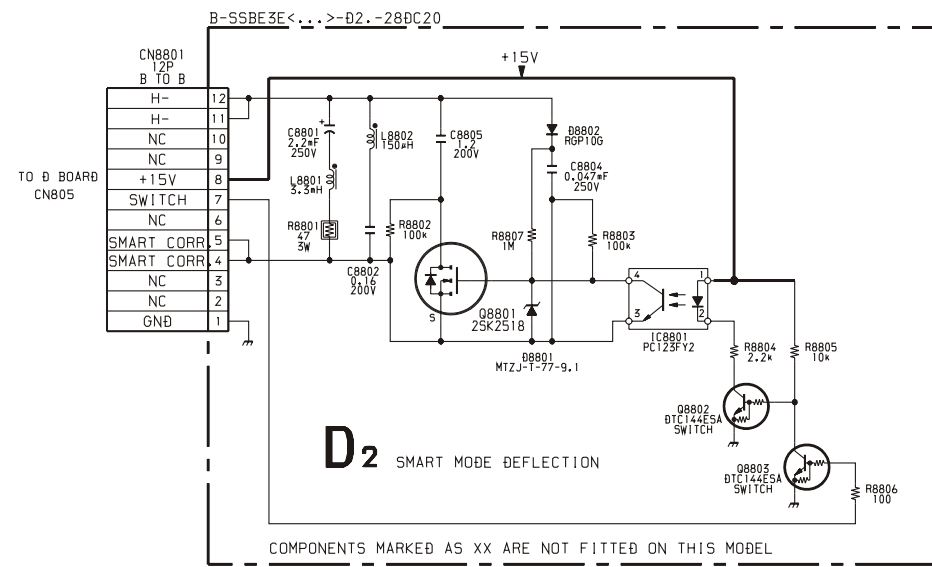 B-SSBE3E<...>-D2.-28DC20
CN8801
12P
B TO B
+15V
H- 12
H- 11
NC 10
NC 9
+15V 8
SWITCH 7
NC 6
SMART CORR. 5
SMART CORR. 4
NC 3
NC 2
GND 1
TO D BOARD
CN805
C8801
2.2mF
250V
L8801
3.3mH
R8801
47
3W
L8802
150µH
C8802
0.16
200V
R8802
100k
C8805
1.2
200V
D8802
RGP10G
C8804
0.047mF
250V
R8807
1M
R8803
100k
S
Q8801
2SK2518
D8801
MTZJ-T-77-9.1
4
1
3
2
IC8801
PC123FY2
R8804
2.2k
R8805
10k
Q8802
DTC144ESA
SWITCH
Q8803
DTC144ESA
SWITCH
R8806
100
D2 SMART MODE DEFLECTION
COMPONENTS MARKED AS XX ARE NOT FITTED ON THIS MODEL